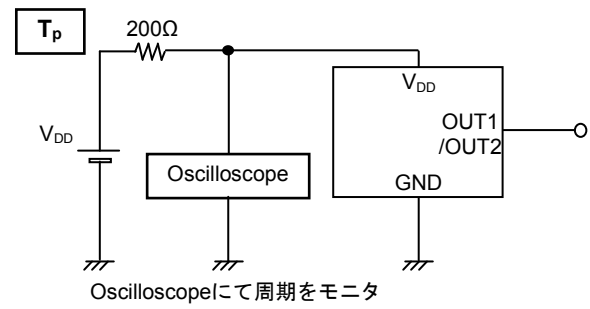 Tp
200Ω
VDD
VDD
OUT1
/OUT2
Oscilloscope
GND
Oscilloscopeにて周期をモニタ